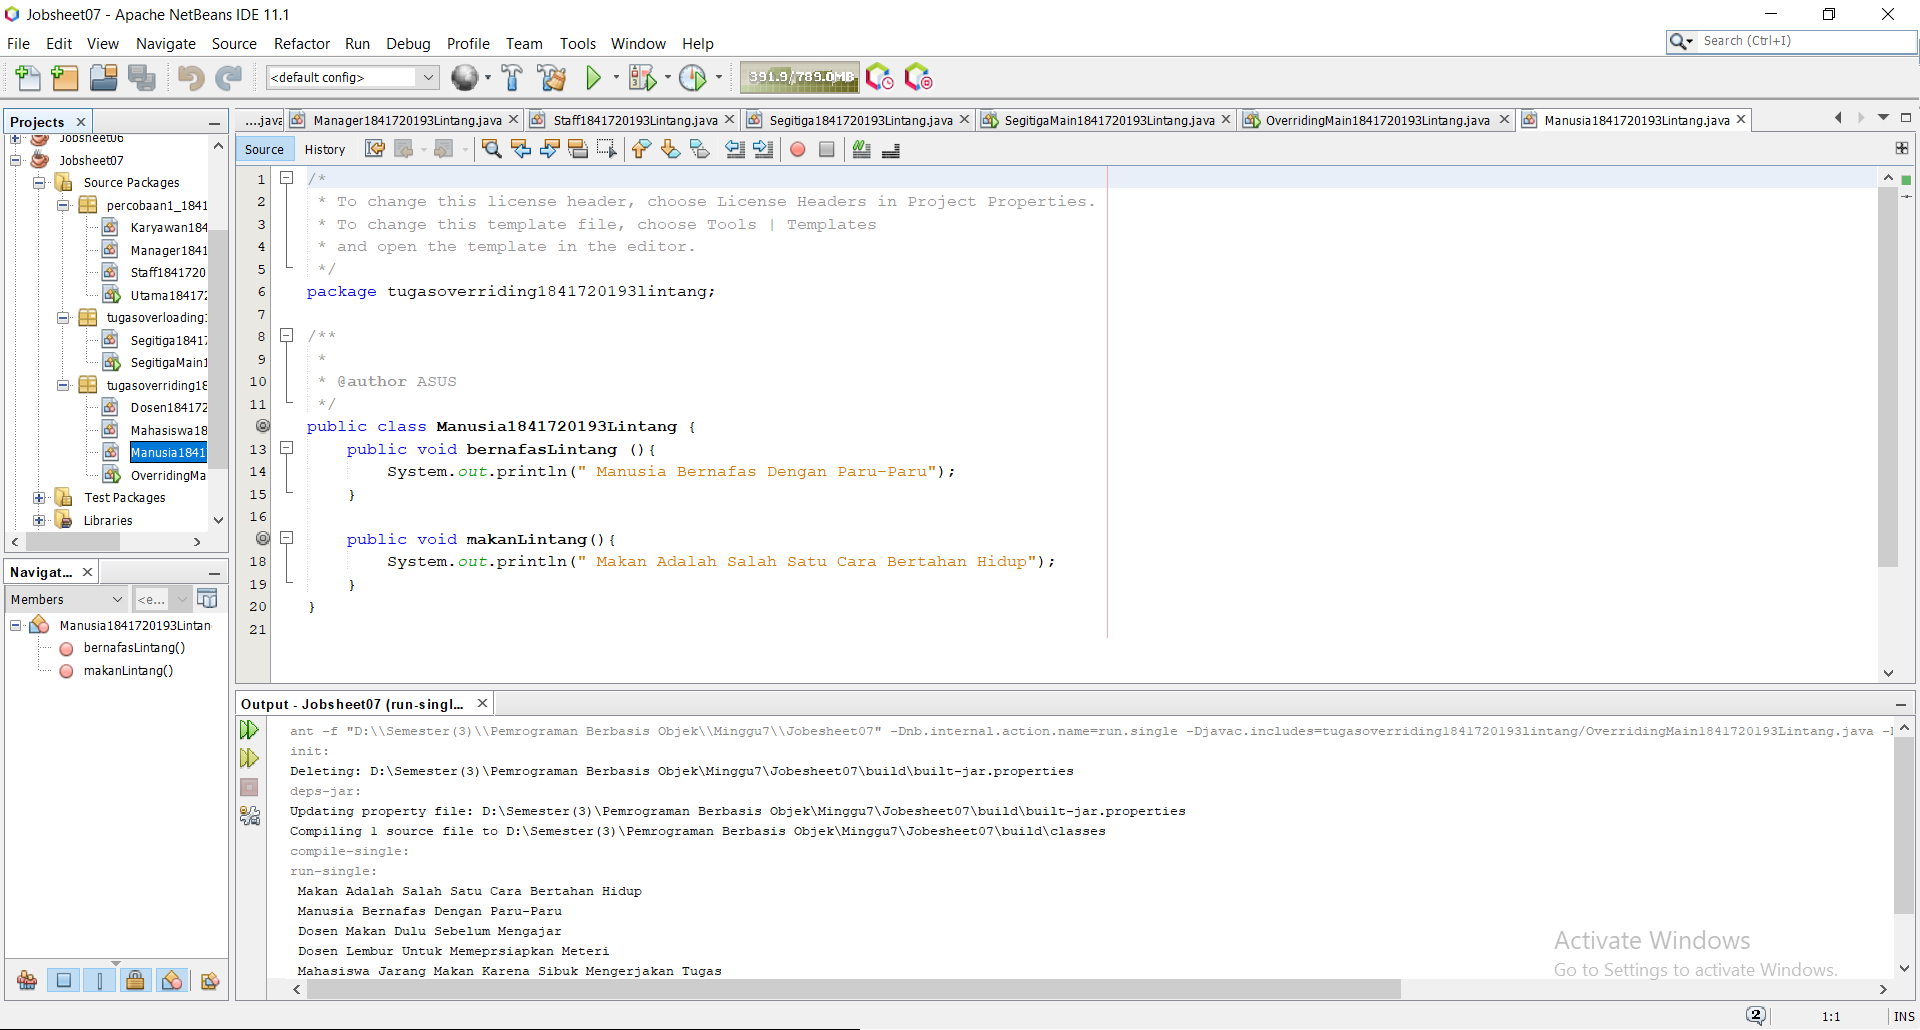 Jobsheet07 - Apache NetBeans IDE 11.1
File Edit View Navigate Source Refactor Run Debug Profile Team Tools Window Help
Search (Ctrl+I)
<default config>
391.9/789.0MB
Projects
Jobsheet06
Jobsheet07
Source Packages
percobaan1_1841
Karyawan184
Manager1841
Staff1841720
Utama184172
tugasoverloading1
Segitiga1841
SegitigaMain1
tugasoverriding18
Dosen184172
Mahasiswa18
Manusia1841
OverridingMa
Test Packages
Libraries
Navigat...
Members
<e...
Manusia1841720193Lintan
bernafasLintang()
makanLintang()
....java
Manager1841720193Lintang.java
Staff1841720193Lintang.java
Segitiga1841720193Lintang.java
SegitigaMain1841720193Lintang.java
OverridingMain1841720193Lintang.java
Manusia1841720193Lintang.java
Source History
1 /*
2 * To change this license header, choose License Headers in Project Properties.
3 * To change this template file, choose Tools | Templates
4 * and open the template in the editor.
5 */
6 package tugasoverriding1841720193lintang;
7
8 /**
9 *
10 * @author ASUS
11 */
public class Manusia1841720193Lintang {
13 public void bernafasLintang (){
14 System.out.println(" Manusia Bernafas Dengan Paru-Paru");
15 }
16
public void makanLintang(){
18 System.out.println(" Makan Adalah Salah Satu Cara Bertahan Hidup");
19 }
20 }
21
Output - Jobsheet07 (run-singl...
ant -f "D:\\Semester(3)\\Pemrograman Berbasis Objek\\Minggu7\\Jobesheet07" -Dnb.internal.action.name=run.single -Djavac.includes=tugasoverriding1841720193lintang/OverridingMain1841720193Lintang.java -
init:
Deleting: D:\Semester(3)\Pemrograman Berbasis Objek\Minggu7\Jobesheet07\build\built-jar.properties
deps-jar:
Updating property file: D:\Semester(3)\Pemrograman Berbasis Objek\Minggu7\Jobesheet07\build\built-jar.properties
Compiling 1 source file to D:\Semester(3)\Pemrograman Berbasis Objek\Minggu7\Jobesheet07\build\classes
compile-single:
run-single:
Makan Adalah Salah Satu Cara Bertahan Hidup
Manusia Bernafas Dengan Paru-Paru
Dosen Makan Dulu Sebelum Mengajar
Dosen Lembur Untuk Memeprsiapkan Meteri
Mahasiswa Jarang Makan Karena Sibuk Mengerjakan Tugas
Activate Windows
Go to Settings to activate Windows.
2
1:1
INS